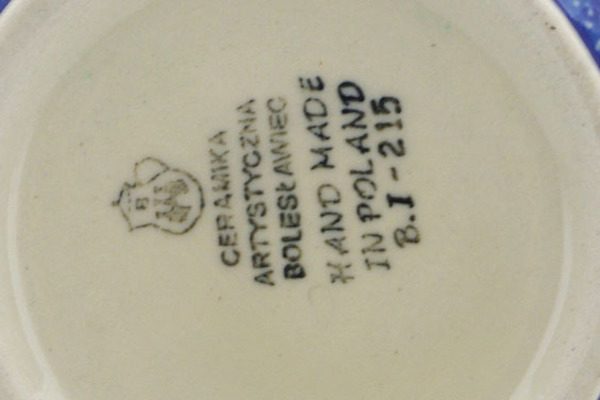 B
CERAMIKA
ARTYSTYCZNA
BOLESŁAWIEC
HAND MADE
IN POLAND
B.I-215